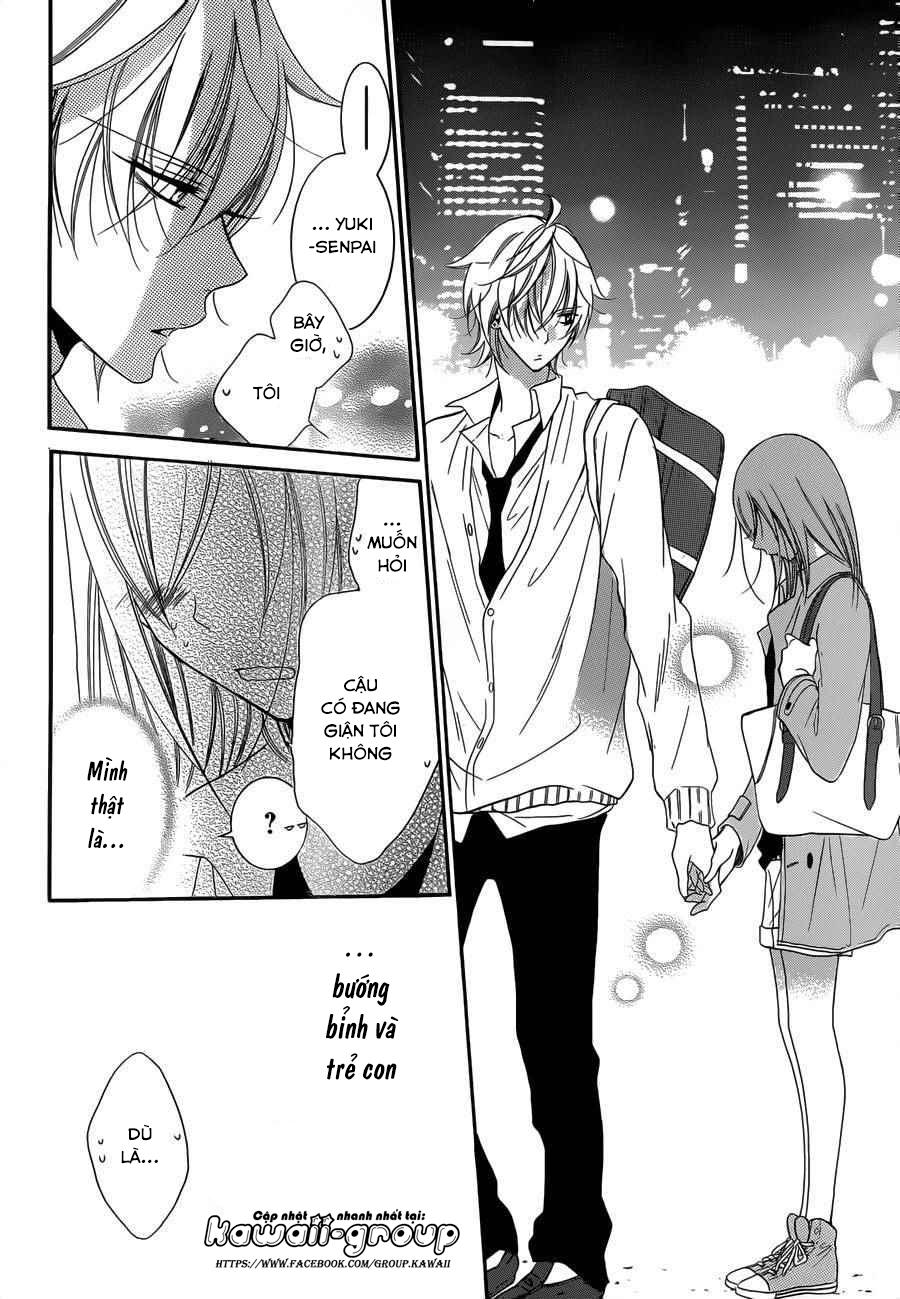 ... YUKI
-SENPAI
BÂY
GIỜ,
TÔI
...
MUỐN
HỎI
CẬU
CÓ ĐANG
GIẬN TÔI
KHÔNG
?
Mình
thật
là...
...
bướng
bỉnh và
trẻ con
DÙ
LÀ...
Cập nhật nhanh nhất tại:
kawaii-group
HTTPS://WWW.FACEBOOK.COM/GROUP.KAWAII